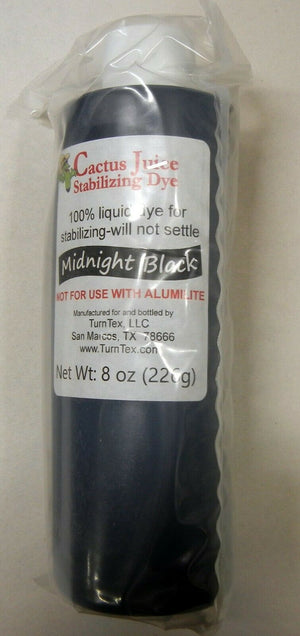 Cactus Juice
Stabilizing Dye
100% liquid dye for
stabilizing-will not settle
Midnight Black
NOT FOR USE WITH ALUMILITE
Manufactured for and bottled by
TurnTex, LLC
San Marcos, TX 78666
www.TurnTex.com
Net Wt: 8 oz (226g)